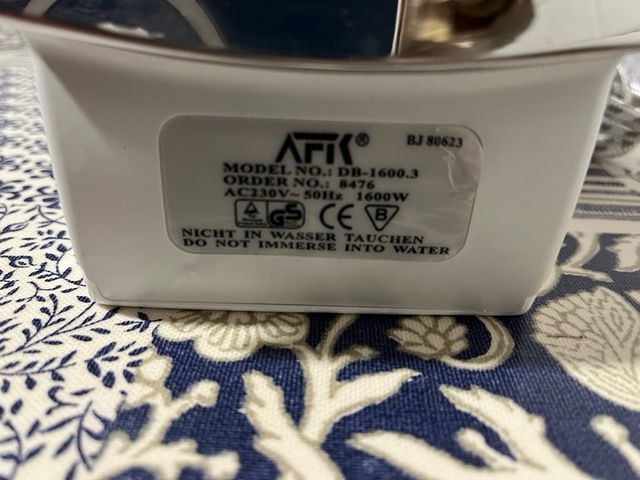 AFK®
BJ 80623
MODEL NO.: DB-1600.3
ORDER NO.: 8476
AC230V~ 50Hz 1600W
GS CE B
NICHT IN WASSER TAUCHEN
DO NOT IMMERSE INTO WATER